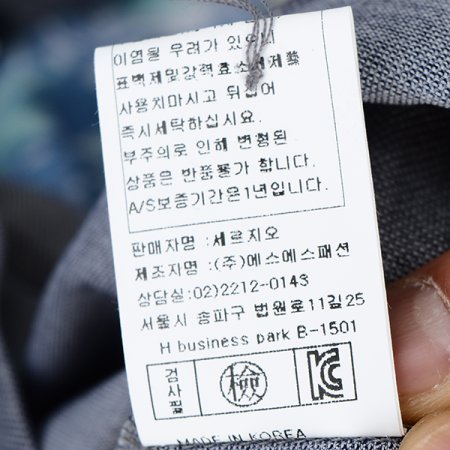 이염될 우려가 있으니
표백제및강력효소세제
사용치마시고 뒤집어
즉시세탁하십시요.
부주의로 인해 변형된
상품은 반품불가 합니다.
A/S보증기간은1년입니다.
판매자명 :세르지오
제조자명 :(주)에스에스패션
상담실:02)2212-0143
서울시 송파구 법원로11길25
H business park B-1501
검사필 檢 KC
MADE IN KOREA